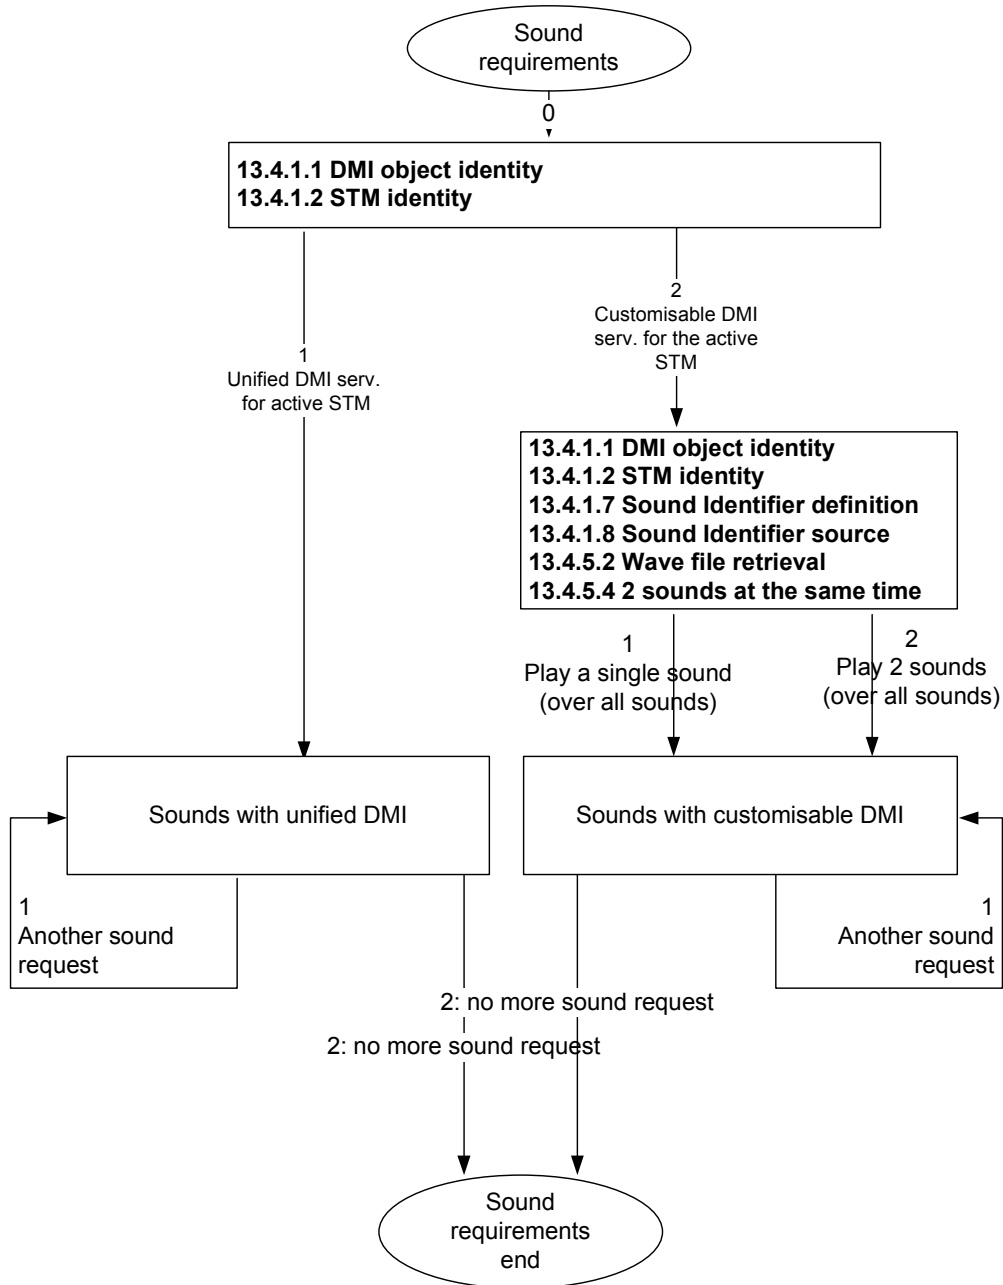 Sound
requirements
0
13.4.1.1 DMI object identity
13.4.1.2 STM identity
2
Customisable DMI
serv. for the active
STM
1
Unified DMI serv.
for active STM
13.4.1.1 DMI object identity
13.4.1.2 STM identity
13.4.1.7 Sound Identifier definition
13.4.1.8 Sound Identifier source
13.4.5.2 Wave file retrieval
13.4.5.4 2 sounds at the same time
1
Play a single sound
(over all sounds)
2
Play 2 sounds
(over all sounds)
Sounds with unified DMI
Sounds with customisable DMI
1
Another sound
request
1
Another sound
request
2: no more sound request
2: no more sound request
Sound
requirements
end